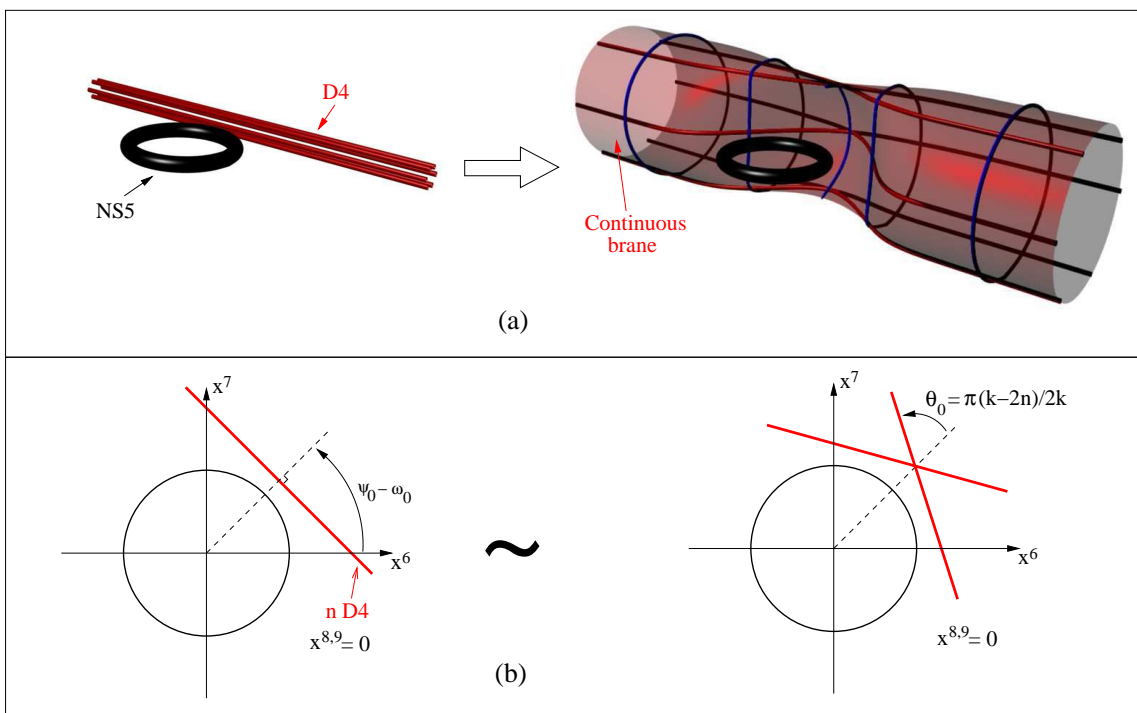 D4
NS5
Continuous
brane
(a)
x⁷
ψ₀ − ω₀
x⁶
n D4
x⁸,⁹ = 0
~
x⁷
θ₀ = π(k−2n)/2k
x⁶
x⁸,⁹ = 0
(b)